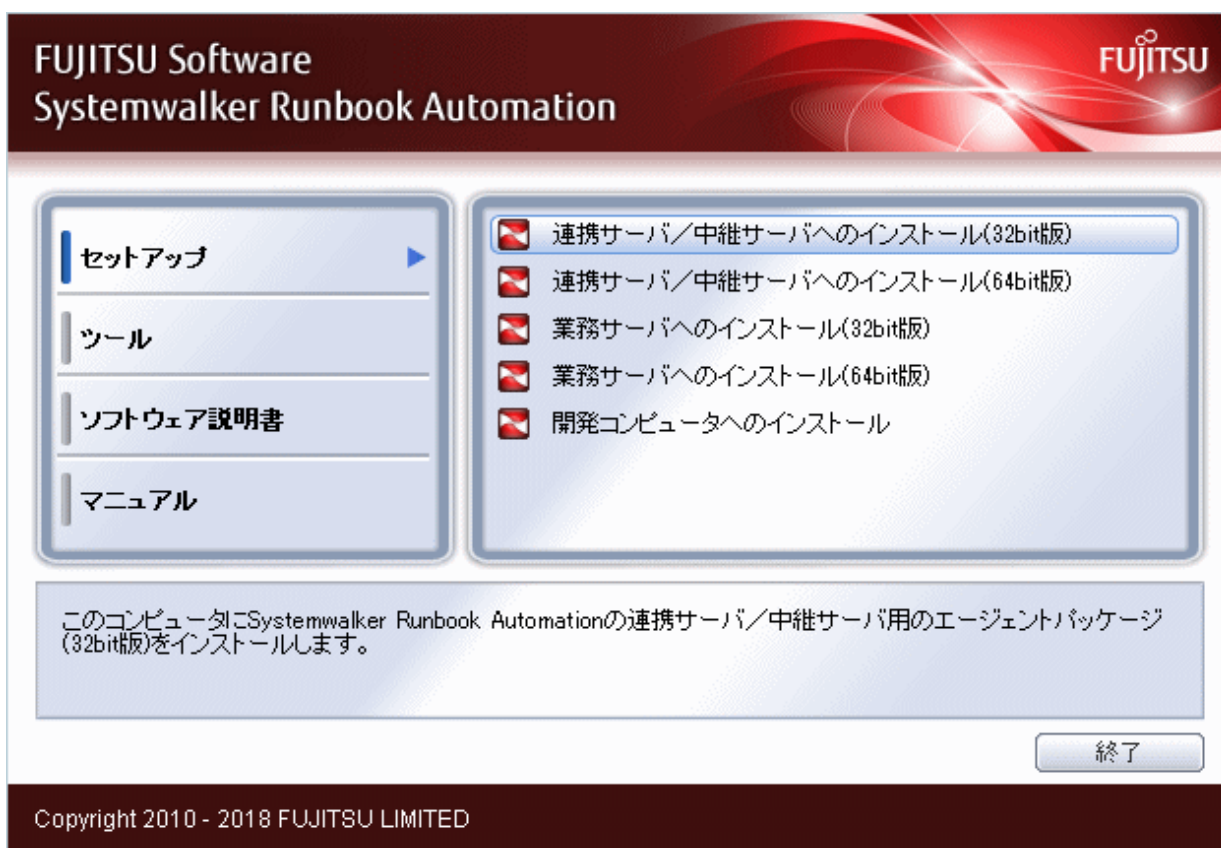 FUJITSU Software
Systemwalker Runbook Automation
FUJITSU
セットアップ
ツール
ソフトウェア説明書
マニュアル
連携サーバ／中継サーバへのインストール(32bit版)
連携サーバ／中継サーバへのインストール(64bit版)
業務サーバへのインストール(32bit版)
業務サーバへのインストール(64bit版)
開発コンピュータへのインストール
このコンピュータにSystemwalker Runbook Automationの連携サーバ／中継サーバ用のエージェントパッケージ
(32bit版)をインストールします。
終了
Copyright 2010 - 2018 FUJITSU LIMITED